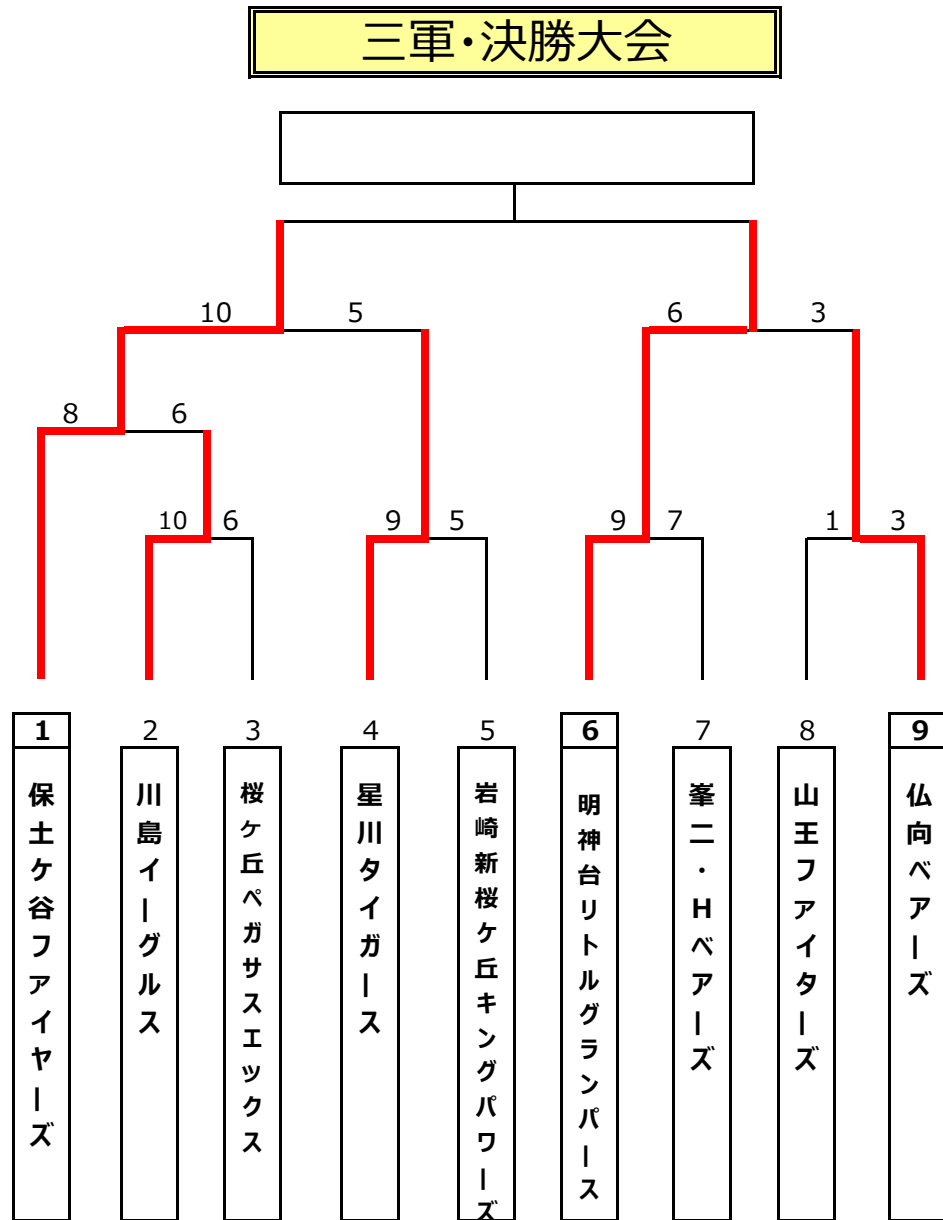 三軍・決勝大会
10 5 6 3
8 6
10 6 9 5 9 7 1 3
1 2 3 4 5 6 7 8 9
保土ケ谷ファイヤーズ
川島イーグルス
桜ケ丘ペガサスエックス
星川タイガース
岩崎新桜ケ丘キングパワーズ
明神台リトルグランパース
峯二・Hベアーズ
山王ファイターズ
仏向ベアーズ